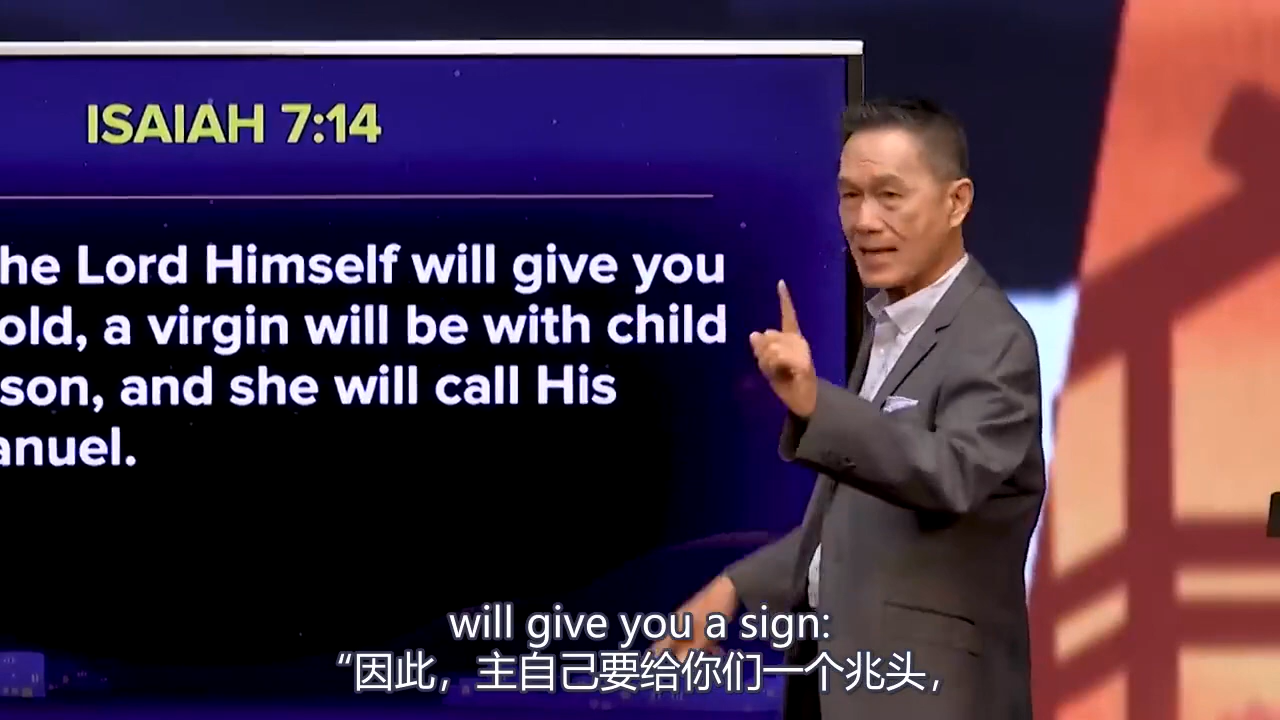 ISAIAH 7:14
he Lord Himself will give you
old, a virgin will be with child
son, and she will call His
anuel.
will give you a sign:
“因此，主自己要给你们一个兆头，